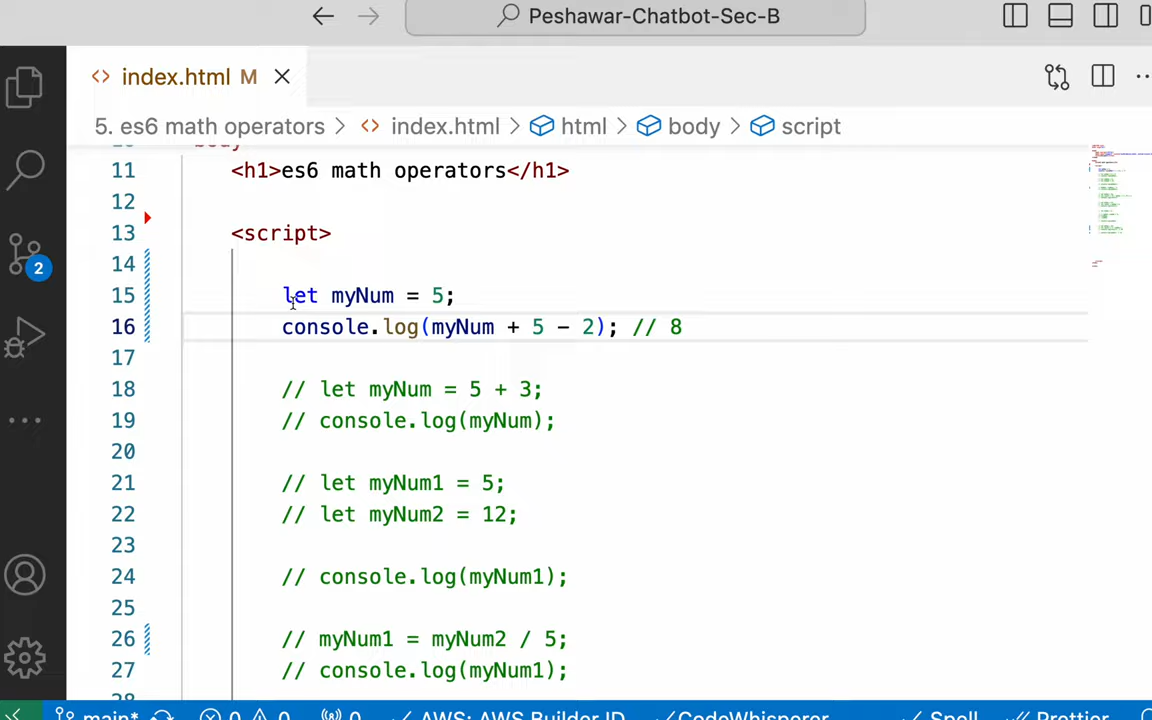 Peshawar-Chatbot-Sec-B
index.html M
5. es6 math operators > index.html > html > body > script
11 <h1>es6 math operators</h1>
12
13 <script>
14
15 let myNum = 5;
16 console.log(myNum + 5 - 2); // 8
17
18 // let myNum = 5 + 3;
19 // console.log(myNum);
20
21 // let myNum1 = 5;
22 // let myNum2 = 12;
23
24 // console.log(myNum1);
25
26 // myNum1 = myNum2 / 5;
27 // console.log(myNum1);
28
2
main* 0 0 0 AWS: AWS Builder ID CodeWhisperer Spell Prettier